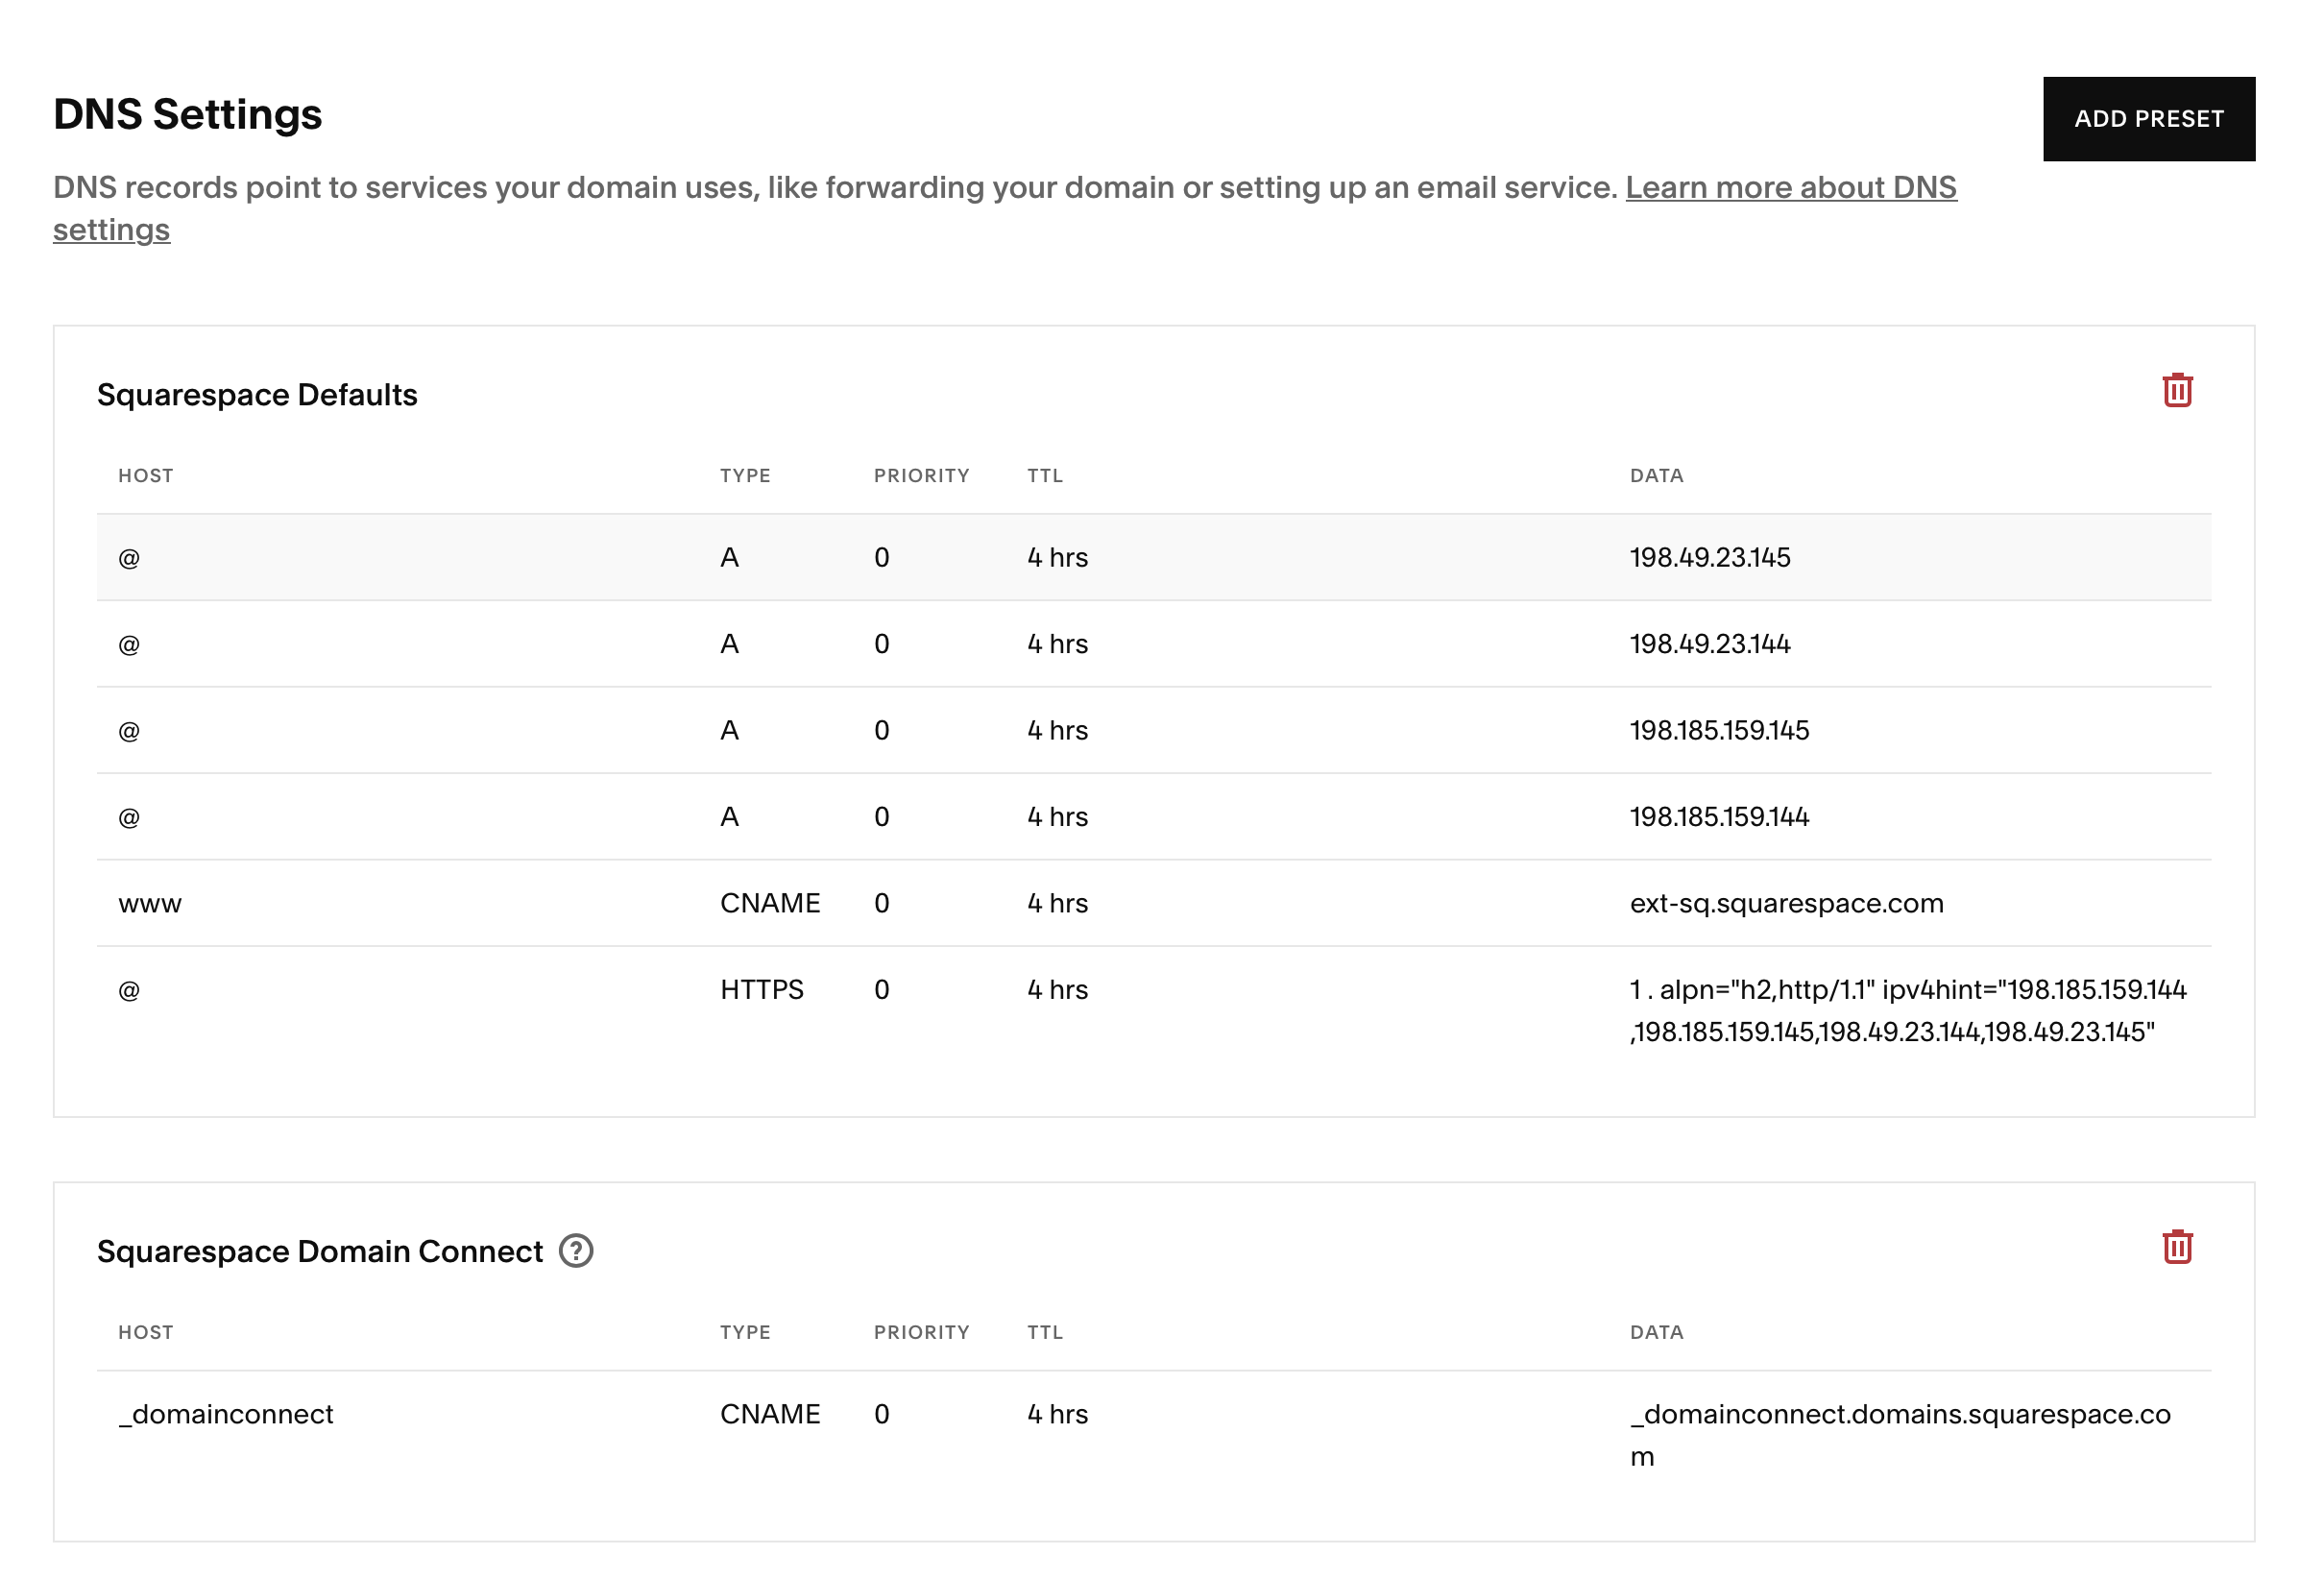 DNS Settings
ADD PRESET
DNS records point to services your domain uses, like forwarding your domain or setting up an email service. Learn more about DNS
settings
Squarespace Defaults
HOST TYPE PRIORITY TTL DATA
@ A 0 4 hrs 198.49.23.145
@ A 0 4 hrs 198.49.23.144
@ A 0 4 hrs 198.185.159.145
@ A 0 4 hrs 198.185.159.144
www CNAME 0 4 hrs ext-sq.squarespace.com
@ HTTPS 0 4 hrs 1 . alpn="h2,http/1.1" ipv4hint="198.185.159.144
,198.185.159.145,198.49.23.144,198.49.23.145"
Squarespace Domain Connect ?
HOST TYPE PRIORITY TTL DATA
_domainconnect CNAME 0 4 hrs _domainconnect.domains.squarespace.co
m